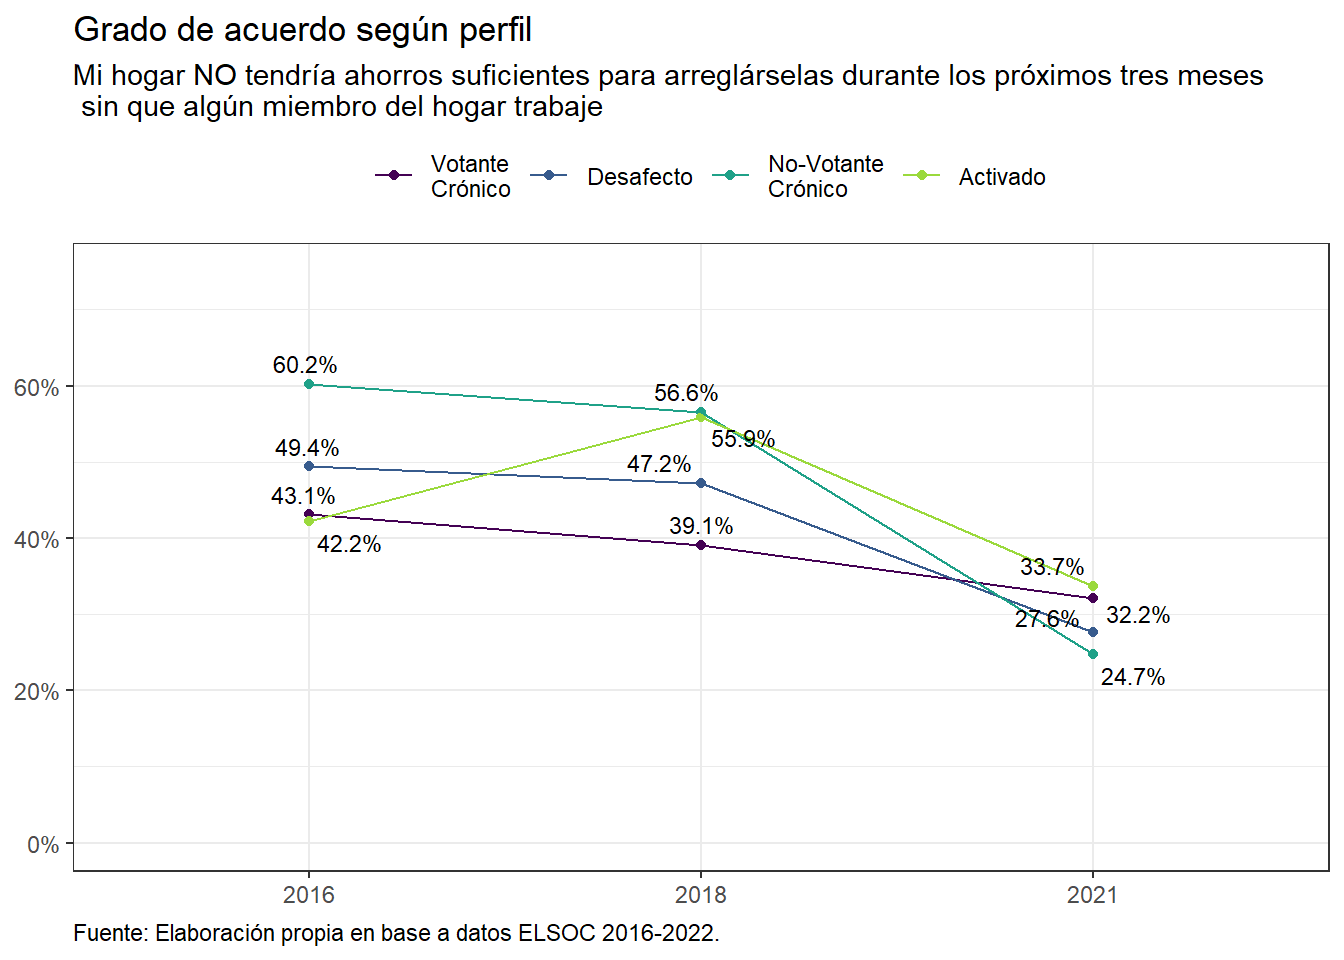 Grado de acuerdo según perfil
Mi hogar NO tendría ahorros suficientes para arreglárselas durante los próximos tres meses
sin que algún miembro del hogar trabaje
Votante
Crónico
Desafecto
No-Votante
Crónico
Activado
60.2%
56.6%
60%
55.9%
49.4%
47.2%
43.1%
39.1%
40%
42.2%
33.7%
27.6%
32.2%
24.7%
20%
0%
2016
2018
2021
Fuente: Elaboración propia en base a datos ELSOC 2016-2022.